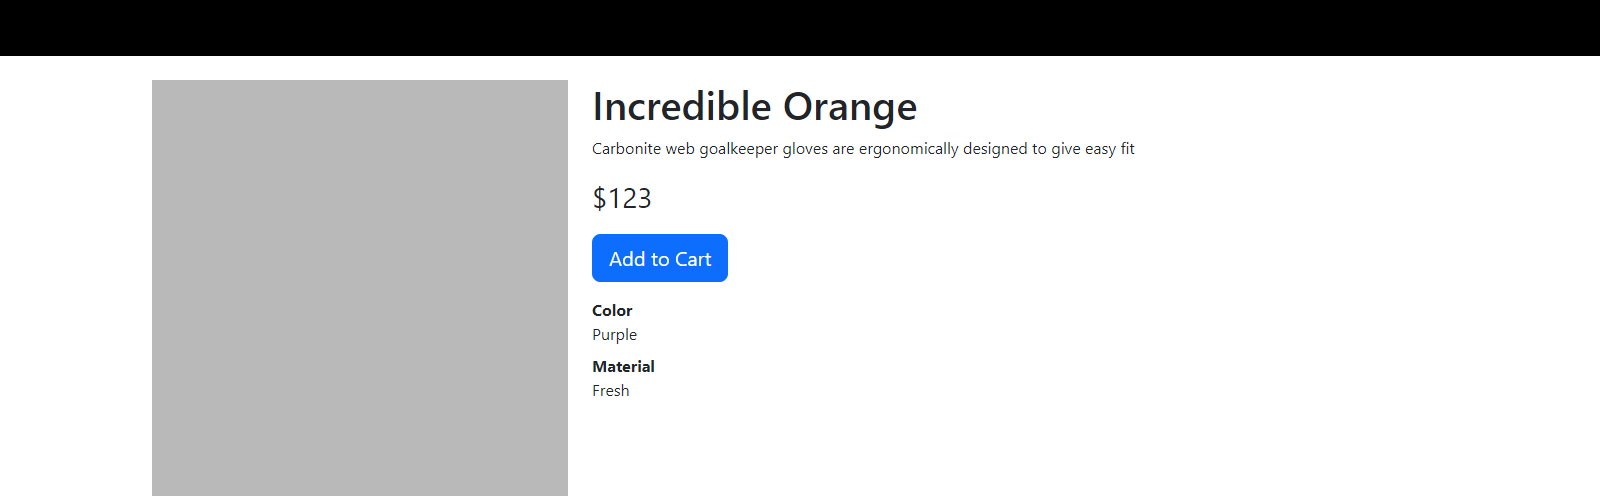 Incredible Orange
Carbonite web goalkeeper gloves are ergonomically designed to give easy fit
$123
Add to Cart
Color
Purple
Material
Fresh